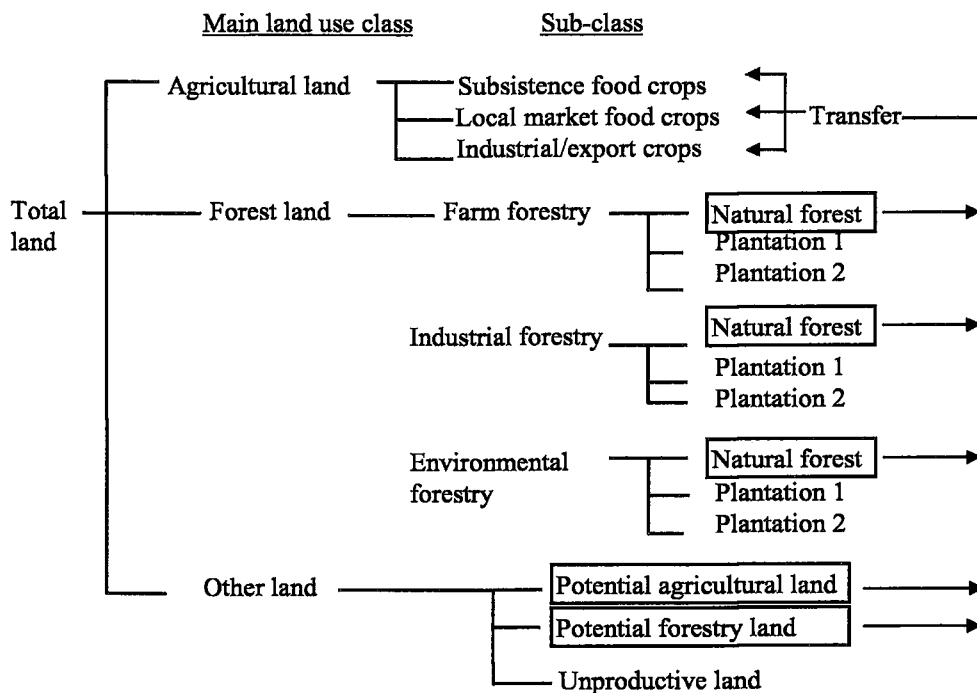 Main land use class Sub-class
Agricultural land Subsistence food crops
Local market food crops Transfer
Industrial/export crops
Total land
Forest land Farm forestry Natural forest
Plantation 1
Plantation 2
Industrial forestry Natural forest
Plantation 1
Plantation 2
Environmental forestry Natural forest
Plantation 1
Plantation 2
Other land Potential agricultural land
Potential forestry land
Unproductive land